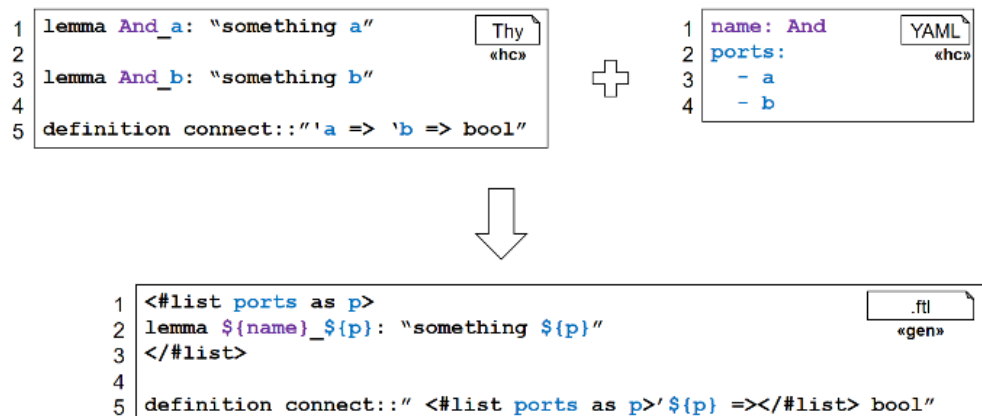 1 lemma And_a: “something a”
2
3 lemma And_b: “something b”
4
5 definition connect::”'a => ‘b => bool”
Thy
«hc»
1 name: And
2 ports:
3 - a
4 - b
YAML
«hc»
1 <#list ports as p>
2 lemma ${name}_${p}: “something ${p}”
3 </#list>
4
5 definition connect::” <#list ports as p>’${p} =></#list> bool”
.ftl
«gen»